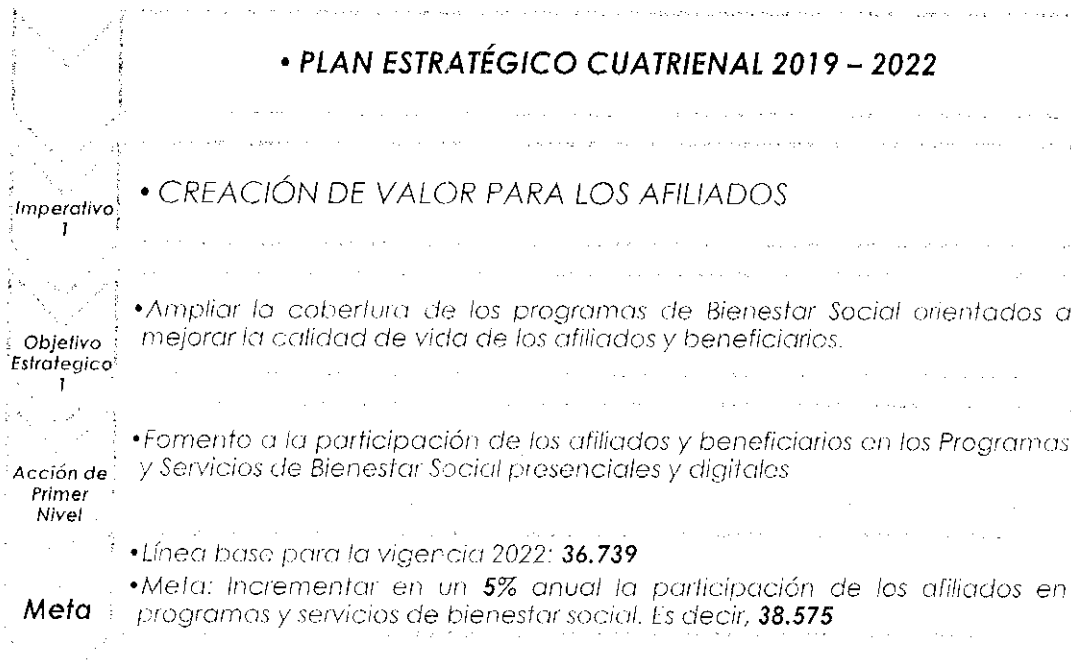 • PLAN ESTRATÉGICO CUATRIENAL 2019 – 2022
Imperativo
1
• CREACIÓN DE VALOR PARA LOS AFILIADOS
Objetivo
Estrategico
1
•Ampliar la cobertura de los programas de Bienestar Social orientados a
mejorar la calidad de vida de los afiliados y beneficiarios.
Acción de
Primer
Nivel
•Fomento a la participación de los afiliados y beneficiarios en los Programas
y Servicios de Bienestar Social presenciales y digitales
Meta
•Línea base para la vigencia 2022: 36.739
•Meta: Incrementar en un 5% anual la participación de los afiliados en
programas y servicios de bienestar social. Es decir, 38.575